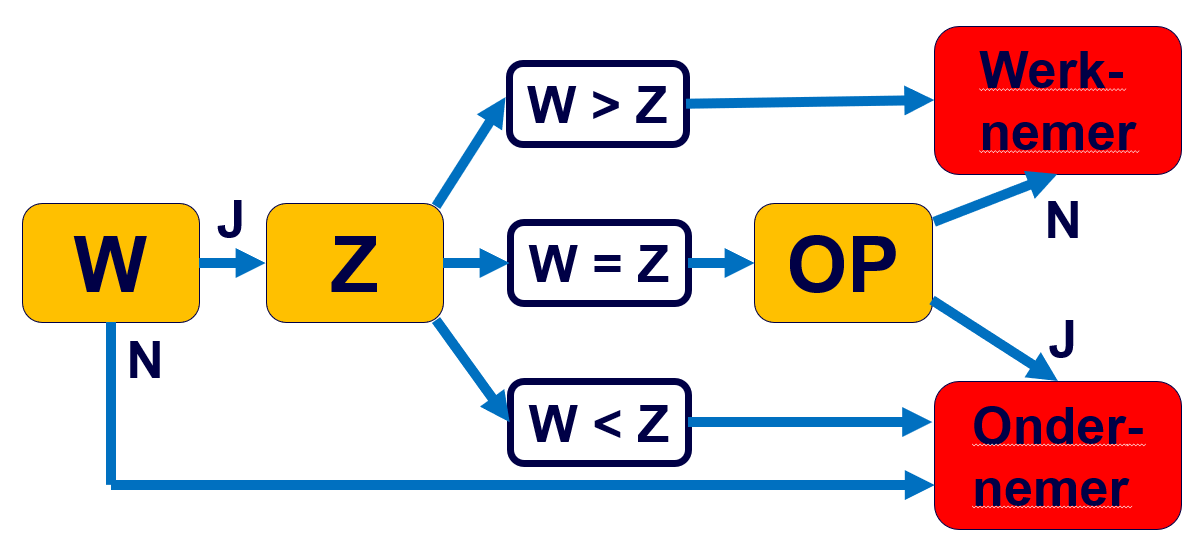 W > Z
Werk-
nemer
J
N
W
Z
W = Z
OP
N
J
W < Z
Onder-
nemer